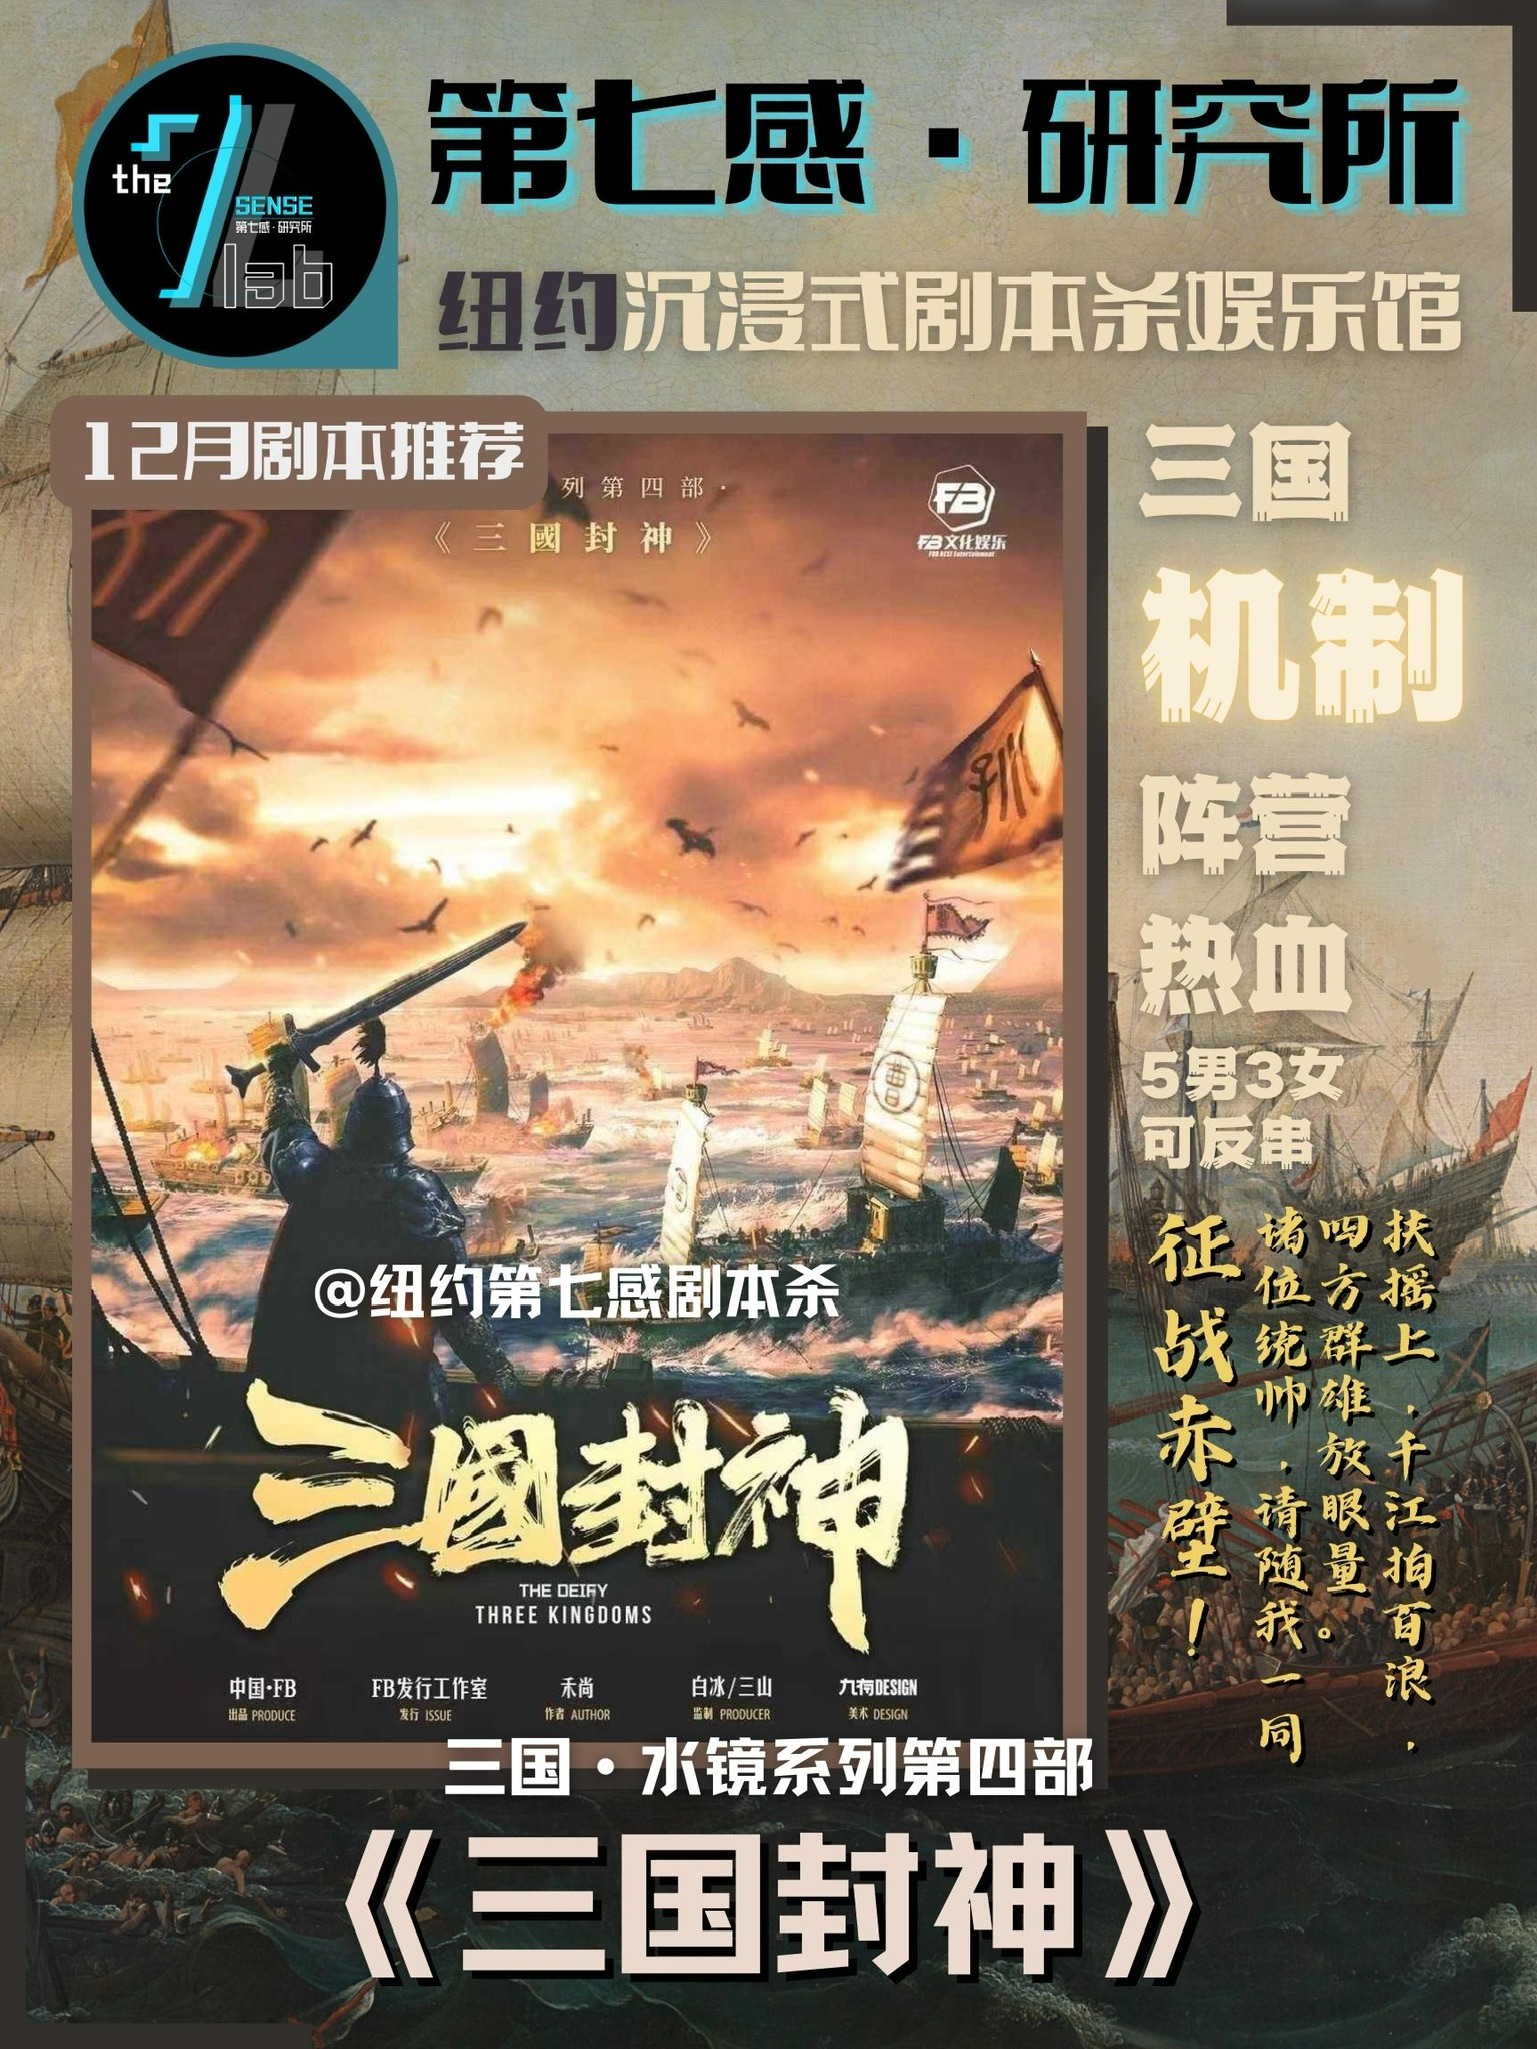 the
7
SENSE
第七感·研究所
lab
第七感·研究所
纽约沉浸式剧本杀娱乐馆
12月剧本推荐
列第四部·
《三國封神》
FB
FB文化娱乐
FOR BEST Entertainment
三国
机制
阵营
热血
5男3女
可反串
扶摇上，千江拍百浪，
四方群雄放眼量。
诸位统帅，请随我一同
征战赤壁！
曹
@纽约第七感剧本杀
三國封神
THE DEIFY
THREE KINGDOMS
中国·FB
出品 PRODUCE
FB发行工作室
发行 ISSUE
禾尚
作者 AUTHOR
白冰/三山
监制 PRODUCER
九物DESIGN
美术 DESIGN
三国·水镜系列第四部
《三国封神》